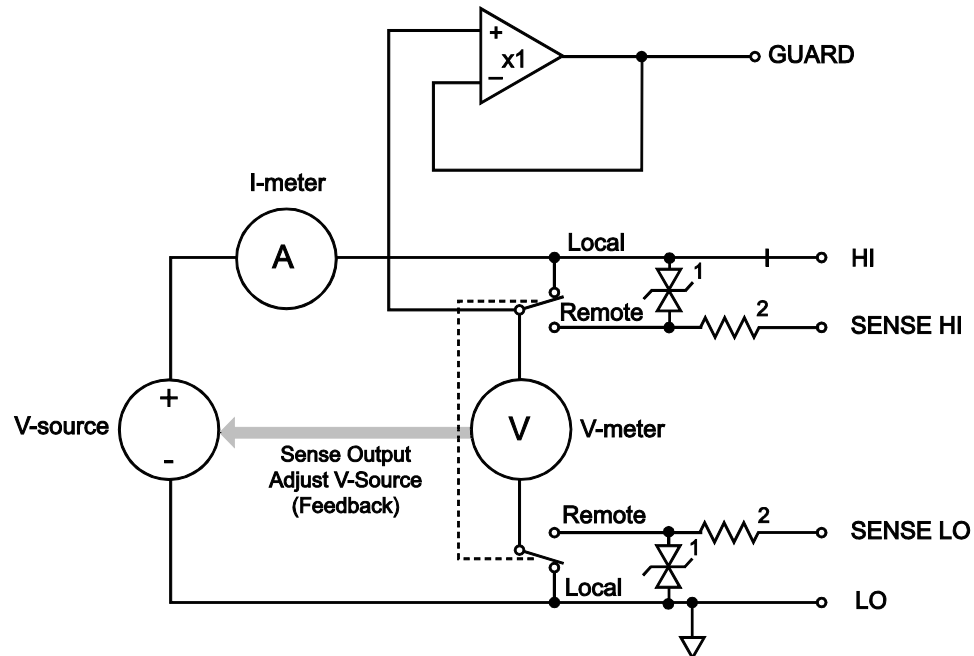 +
x1
–
GUARD
I-meter
A
Local
HI
1
Remote
2
SENSE HI
V-source
+
-
V
V-meter
Sense Output
Adjust V-Source
(Feedback)
Remote
2
SENSE LO
1
Local
LO